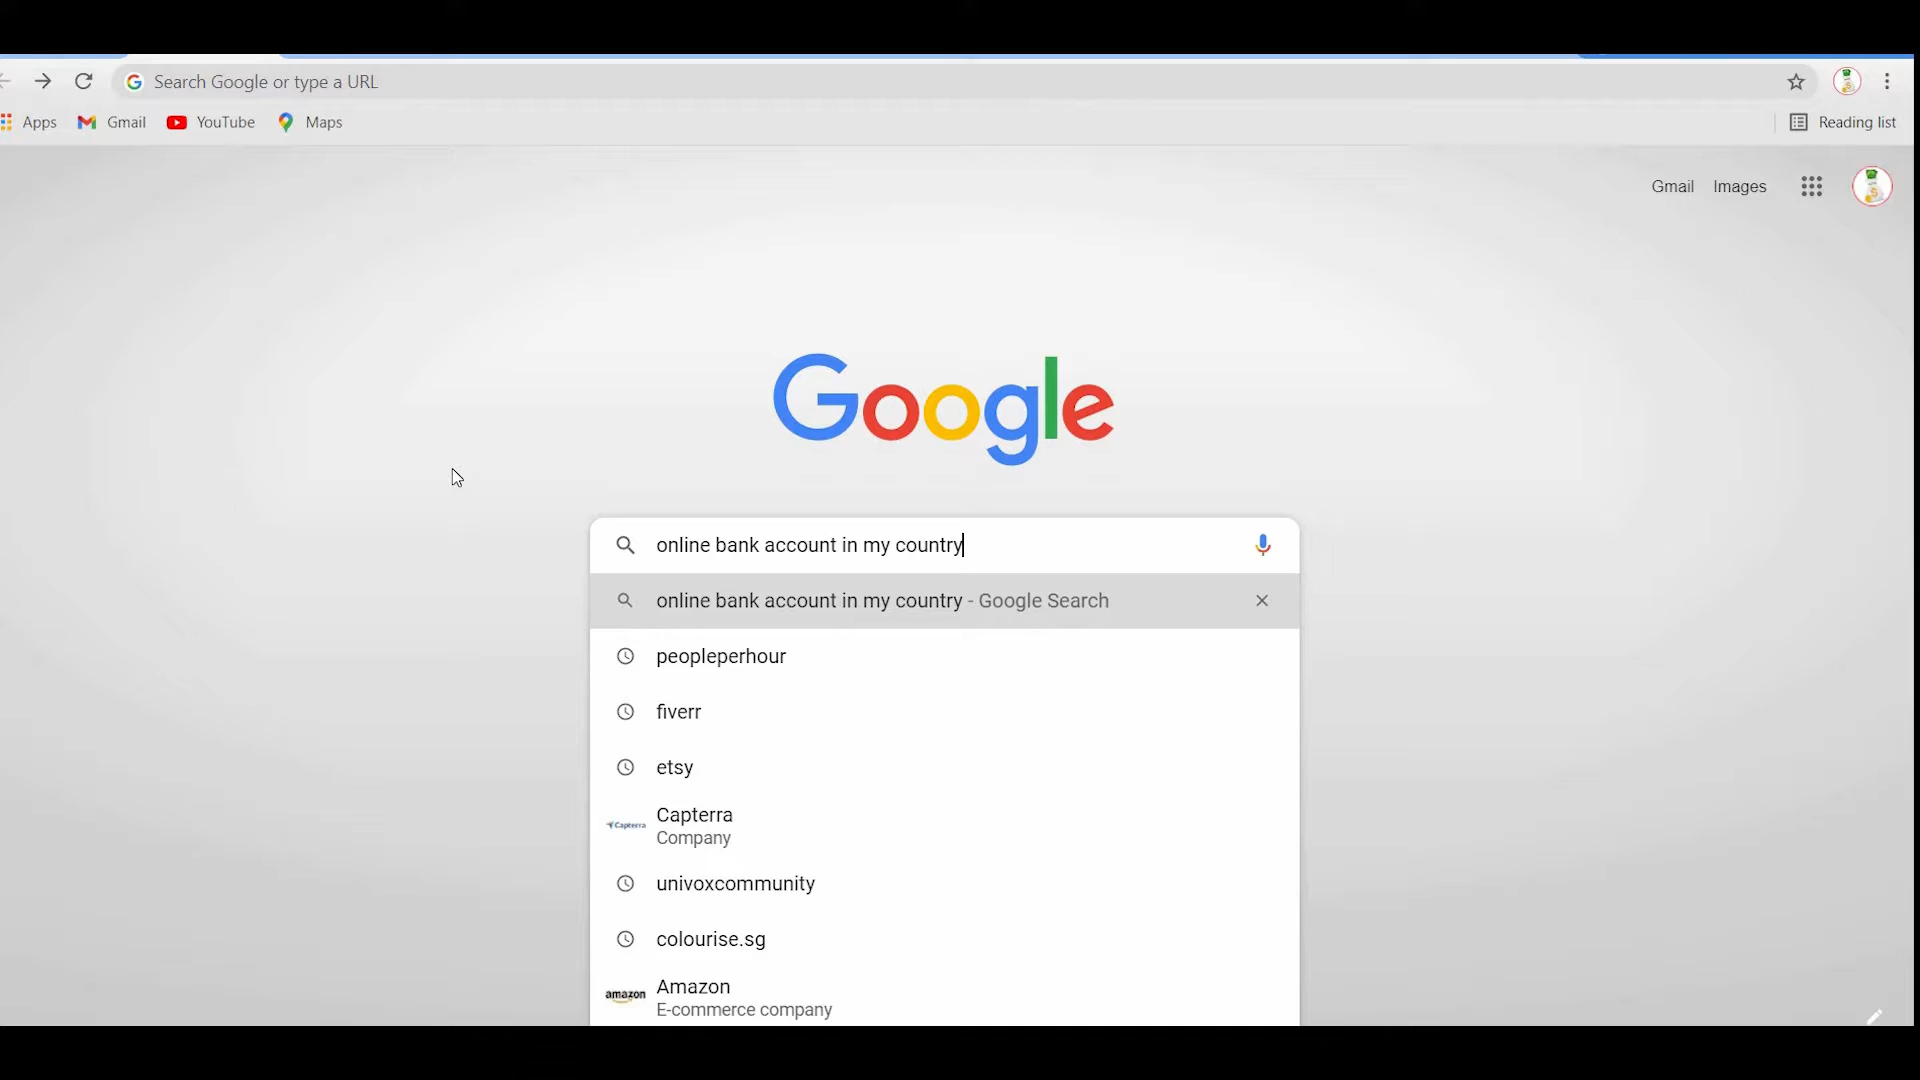 Search Google or type a URL
Apps Gmail YouTube Maps Reading list
Gmail Images
Google
online bank account in my country
online bank account in my country - Google Search
peopleperhour
fiverr
etsy
Capterra Capterra
Company
univoxcommunity
colourise.sg
amazon Amazon
E-commerce company